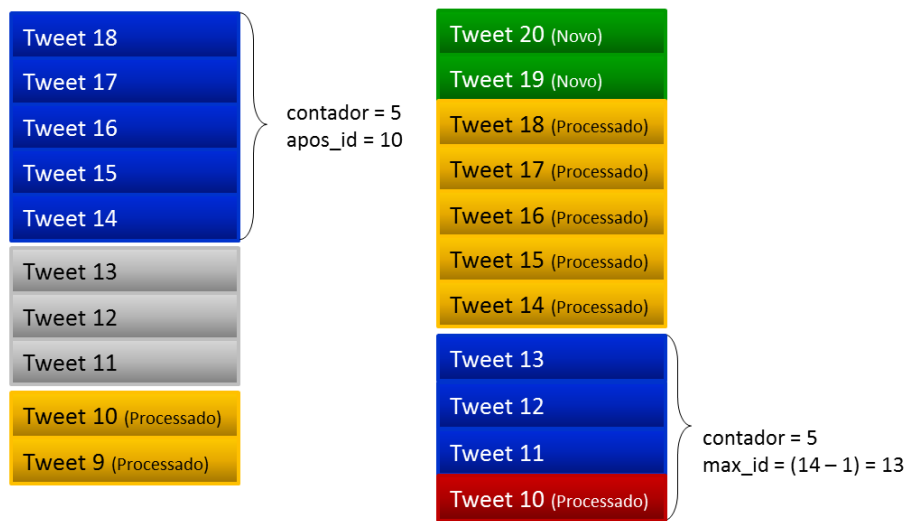 Tweet 18
Tweet 17
Tweet 16
Tweet 15
Tweet 14
contador = 5
apos_id = 10
Tweet 13
Tweet 12
Tweet 11
Tweet 10 (Processado)
Tweet 9 (Processado)
Tweet 20 (Novo)
Tweet 19 (Novo)
Tweet 18 (Processado)
Tweet 17 (Processado)
Tweet 16 (Processado)
Tweet 15 (Processado)
Tweet 14 (Processado)
Tweet 13
Tweet 12
Tweet 11
Tweet 10 (Processado)
contador = 5
max_id = (14 – 1) = 13